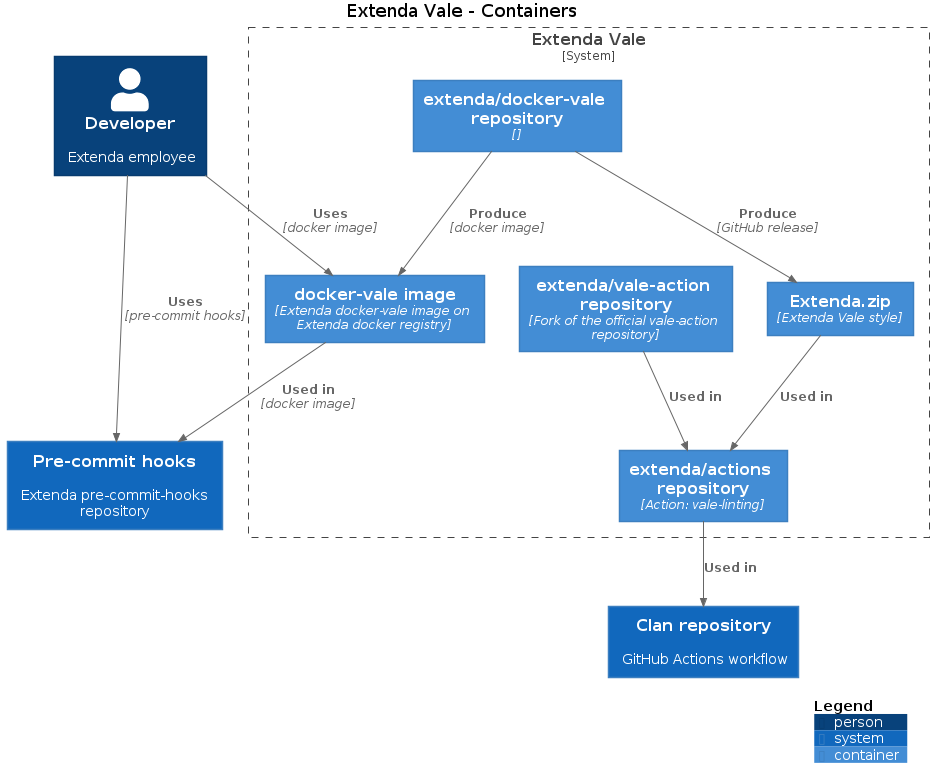 Extenda Vale - Containers
Extenda Vale
[System]
Developer
Extenda employee
extenda/docker-vale
repository
[]
Uses
[docker image]
Produce
[docker image]
Produce
[GitHub release]
Uses
[pre-commit hooks]
docker-vale image
[Extenda docker-vale image on
Extenda docker registry]
extenda/vale-action
repository
[Fork of the official vale-action
repository]
Extenda.zip
[Extenda Vale style]
Used in
[docker image]
Used in
Used in
Pre-commit hooks
Extenda pre-commit-hooks
repository
extenda/actions
repository
[Action: vale-linting]
Used in
Clan repository
GitHub Actions workflow
Legend
person
system
container